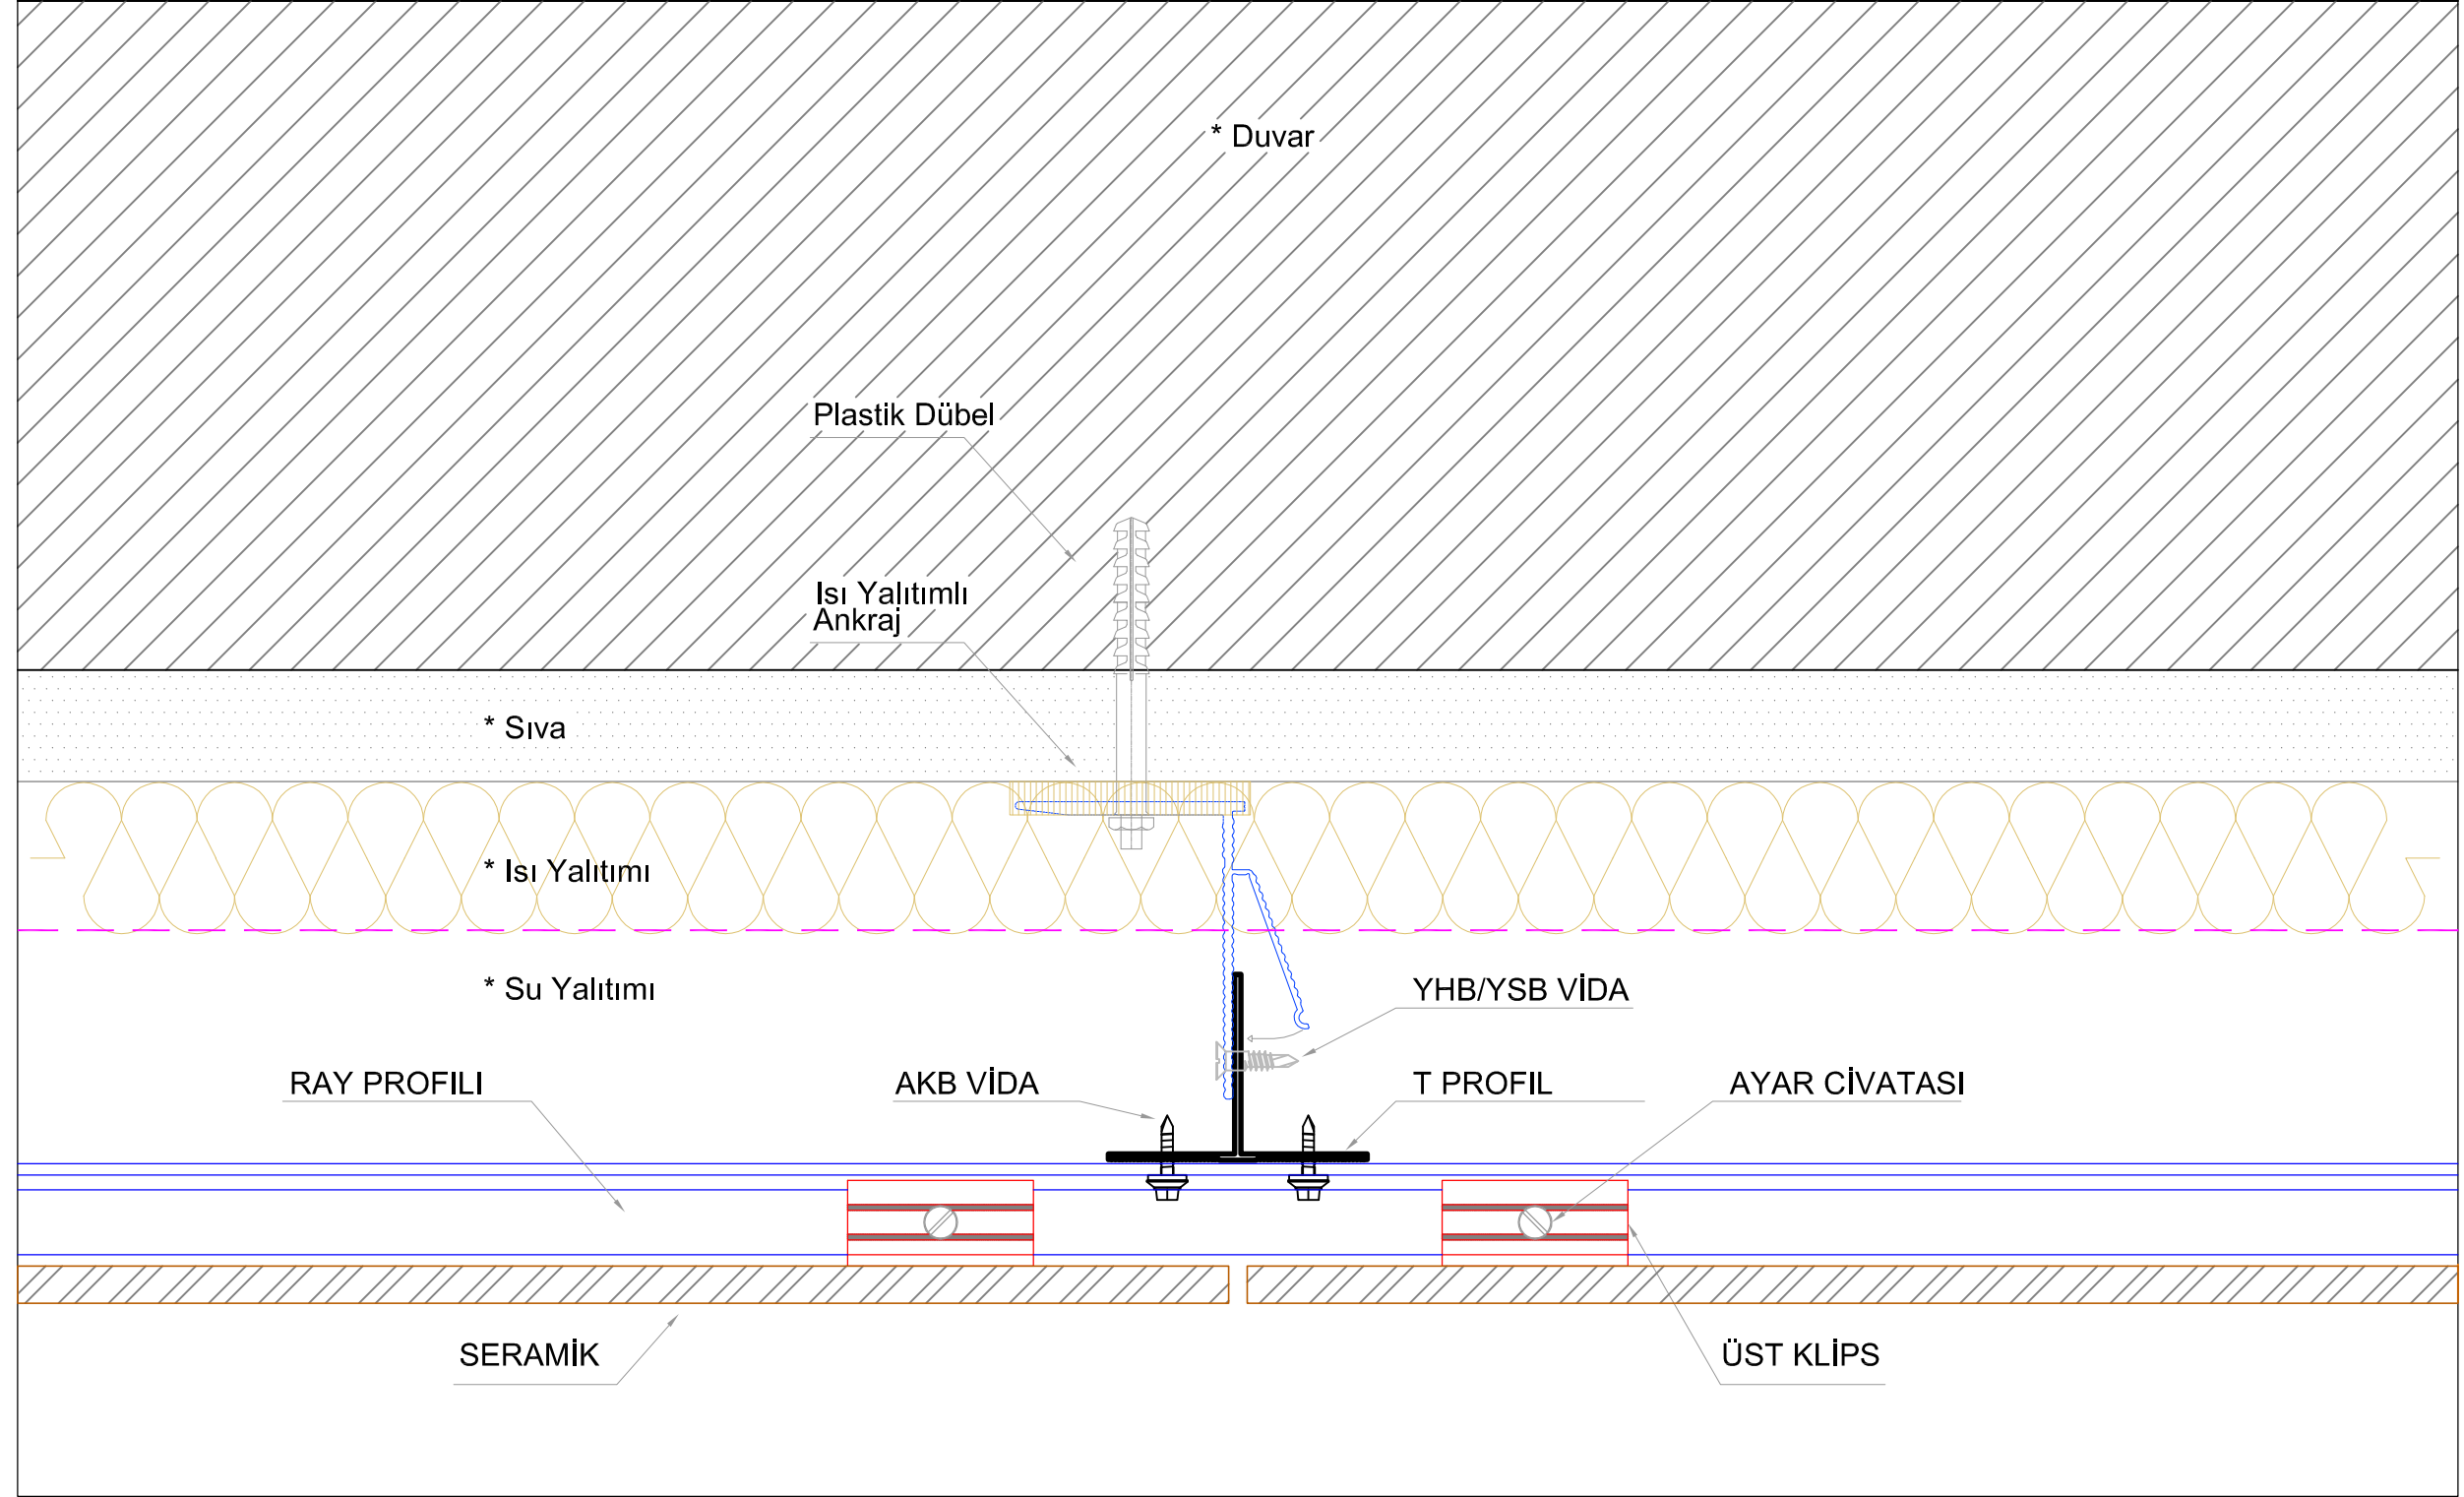 * Duvar
Plastik Dübel
Isı Yalıtımlı
Ankraj
* Sıva
* Isı Yalıtımı
* Su Yalıtımı
YHB/YSB VİDA
RAY PROFILI
AKB VİDA
T PROFIL
AYAR CİVATASI
SERAMİK
ÜST KLİPS